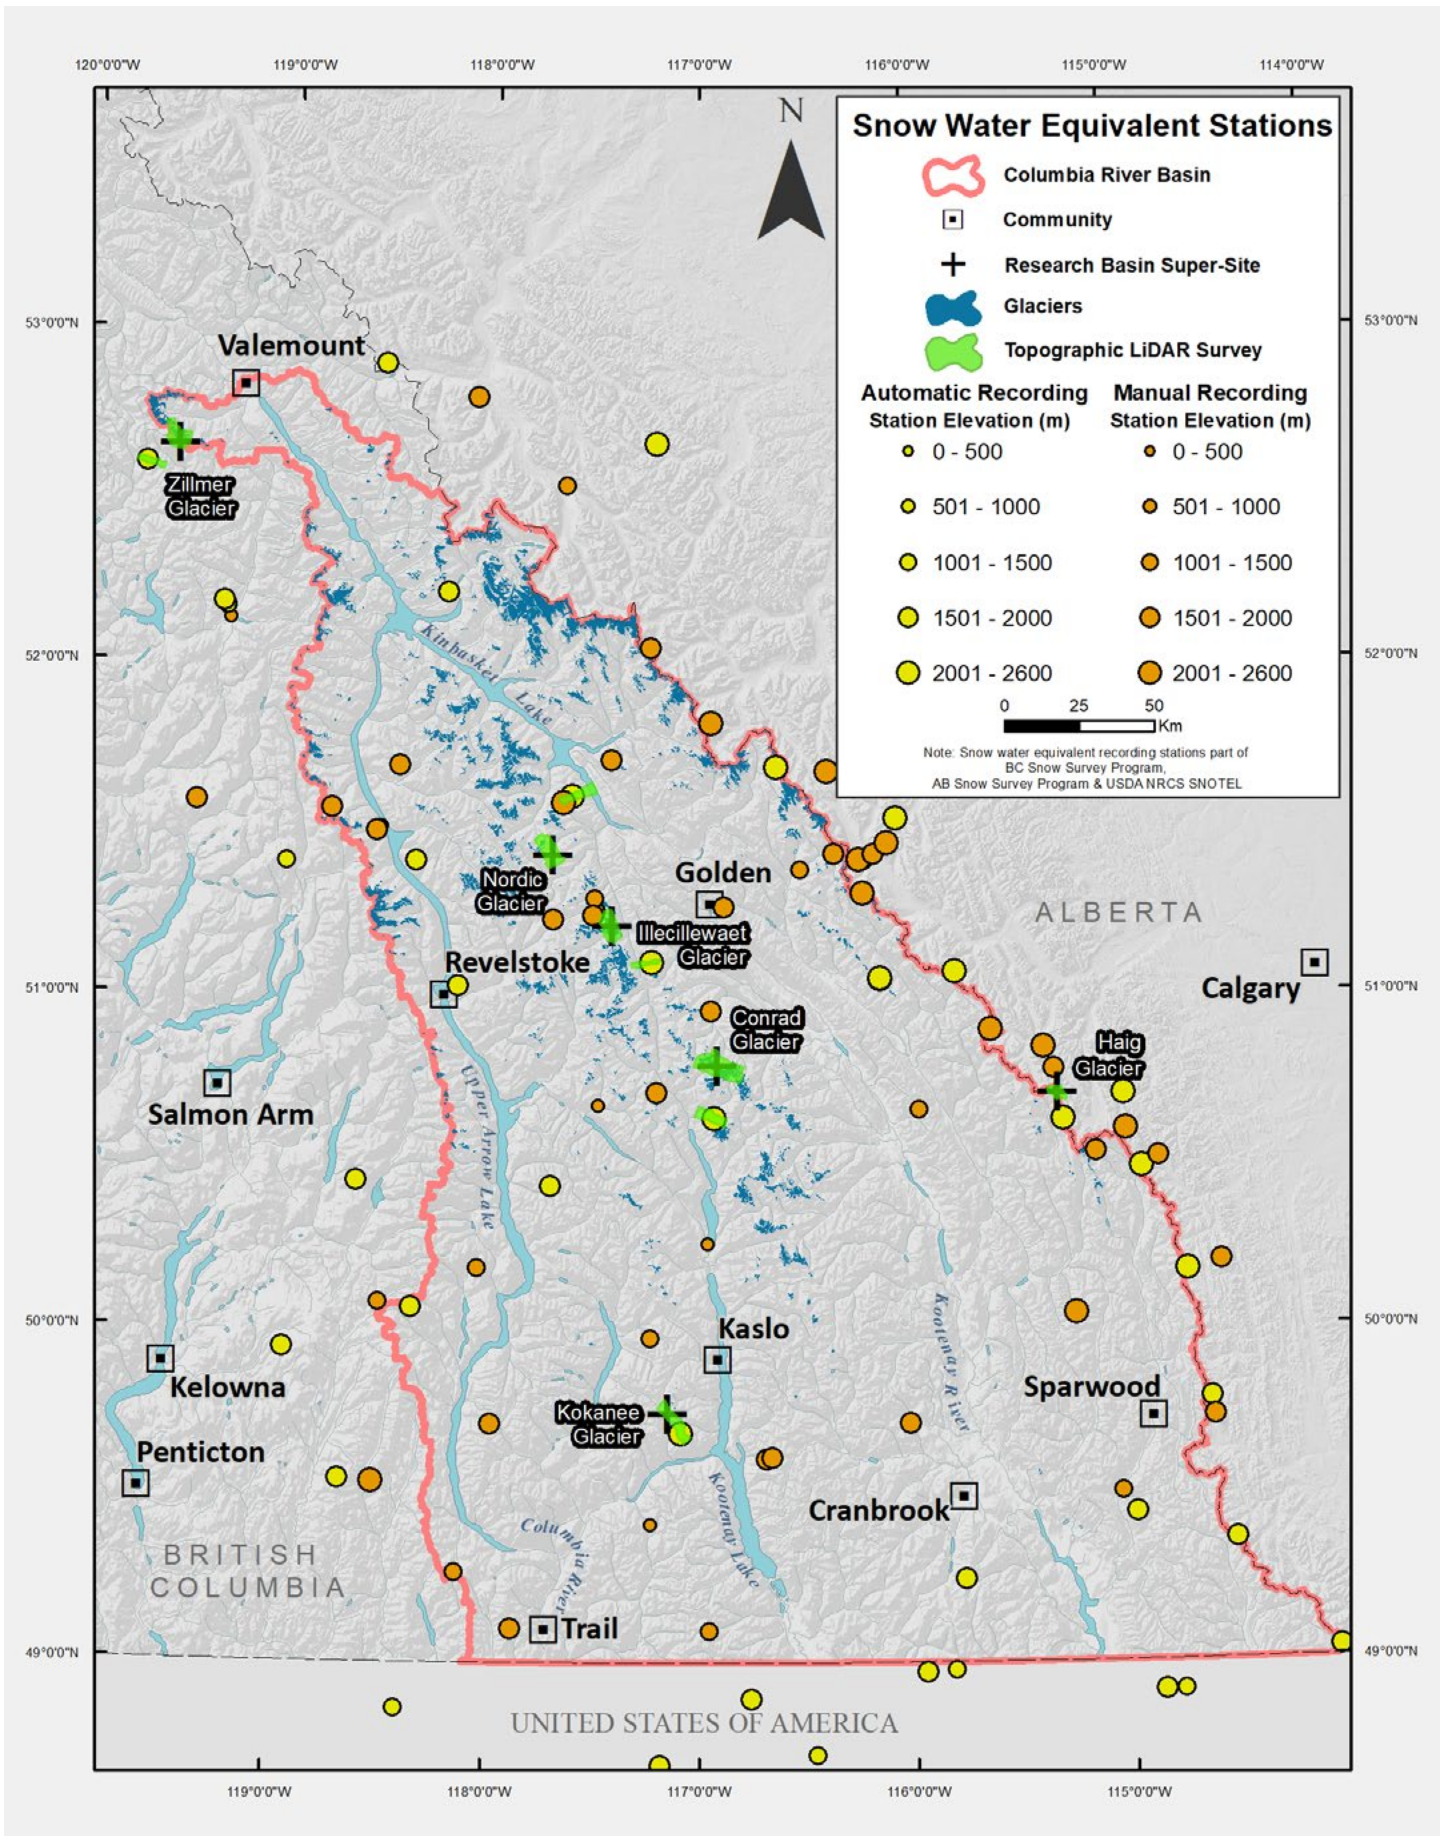 120°0'0"W 119°0'0"W 118°0'0"W 117°0'0"W 116°0'0"W 115°0'0"W 114°0'0"W
N
Snow Water Equivalent Stations
Columbia River Basin
Community
Research Basin Super-Site
Glaciers
Topographic LiDAR Survey
Automatic Recording
Station Elevation (m)
0 - 500
501 - 1000
1001 - 1500
1501 - 2000
2001 - 2600
Manual Recording
Station Elevation (m)
0 - 500
501 - 1000
1001 - 1500
1501 - 2000
2001 - 2600
0 25 50
Km
Note: Snow water equivalent recording stations part of
BC Snow Survey Program,
AB Snow Survey Program & USDA NRCS SNOTEL
53°0'0"N 53°0'0"N
Valemount
Zillmer
Glacier
Kinbasket
Lake
52°0'0"N 52°0'0"N
Nordic
Glacier
Golden
ALBERTA
Illecillewaet
Glacier
Revelstoke
Calgary
51°0'0"N 51°0'0"N
Conrad
Glacier
Haig
Glacier
Salmon Arm
Upper Arrow Lake
50°0'0"N 50°0'0"N
Kaslo
Kootenay River
Kelowna
Sparwood
Kokanee
Glacier
Penticton
Cranbrook
Kootenay Lake
Columbia River
BRITISH
COLUMBIA
Trail
49°0'0"N 49°0'0"N
UNITED STATES OF AMERICA
119°0'0"W 118°0'0"W 117°0'0"W 116°0'0"W 115°0'0"W